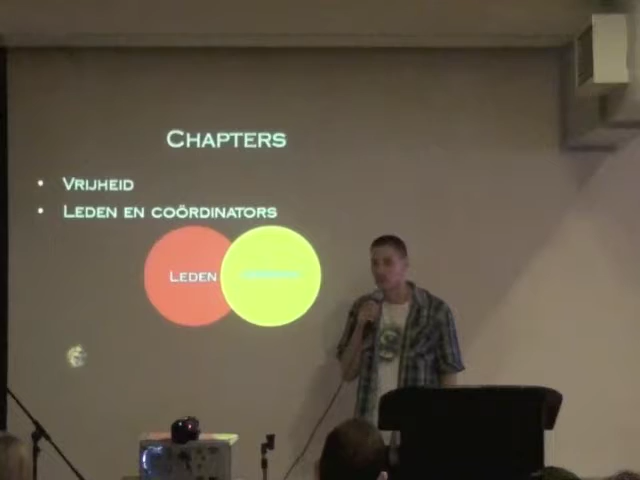 CHAPTERS
• VRIJHEID
• LEDEN EN COÖRDINATORS
LEDEN